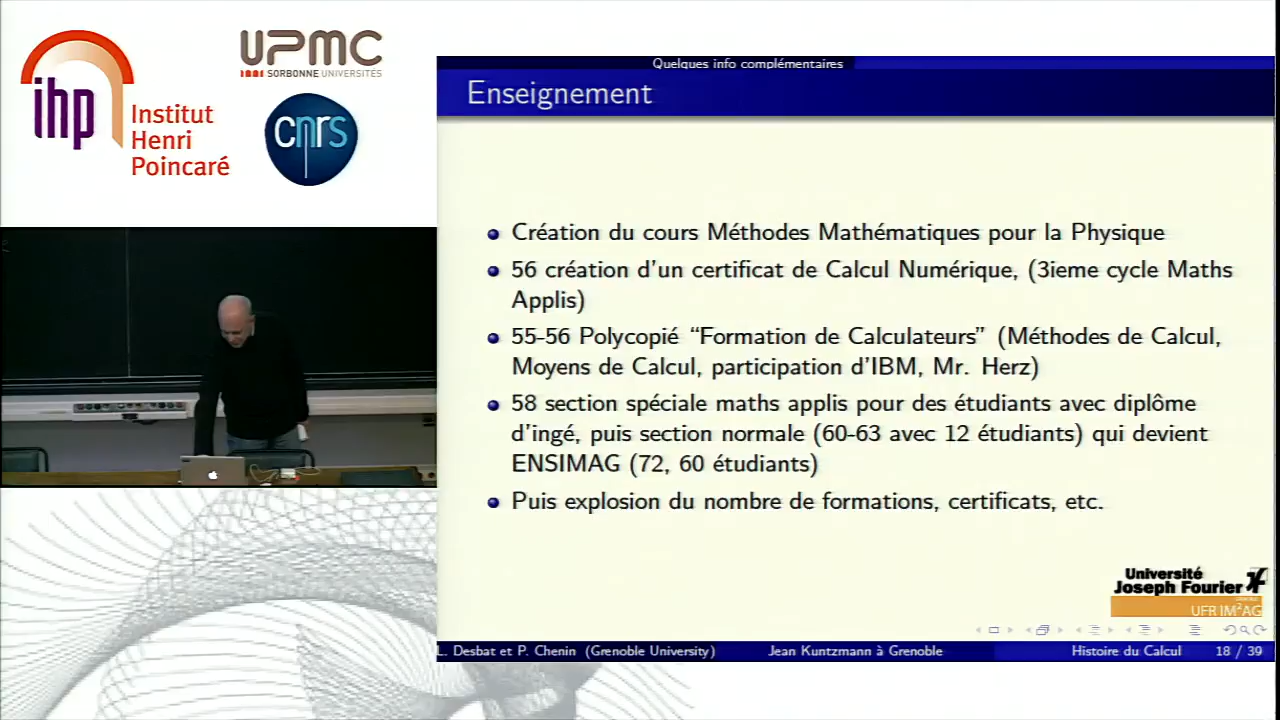 ihp
Institut
Henri
Poincaré
UPMC
SORBONNE UNIVERSITÉS
cnrs
Quelques info complémentaires
Enseignement
Création du cours Méthodes Mathématiques pour la Physique
56 création d'un certificat de Calcul Numérique, (3ieme cycle Maths
Applis)
55-56 Polycopié “Formation de Calculateurs” (Méthodes de Calcul,
Moyens de Calcul, participation d'IBM, Mr. Herz)
58 section spéciale maths applis pour des étudiants avec diplôme
d'ingé, puis section normale (60-63 avec 12 étudiants) qui devient
ENSIMAG (72, 60 étudiants)
Puis explosion du nombre de formations, certificats, etc.
Université
Joseph Fourier
UFR IM²AG
L. Desbat et P. Chenin (Grenoble University)
Jean Kuntzmann à Grenoble
Histoire du Calcul
18 / 39